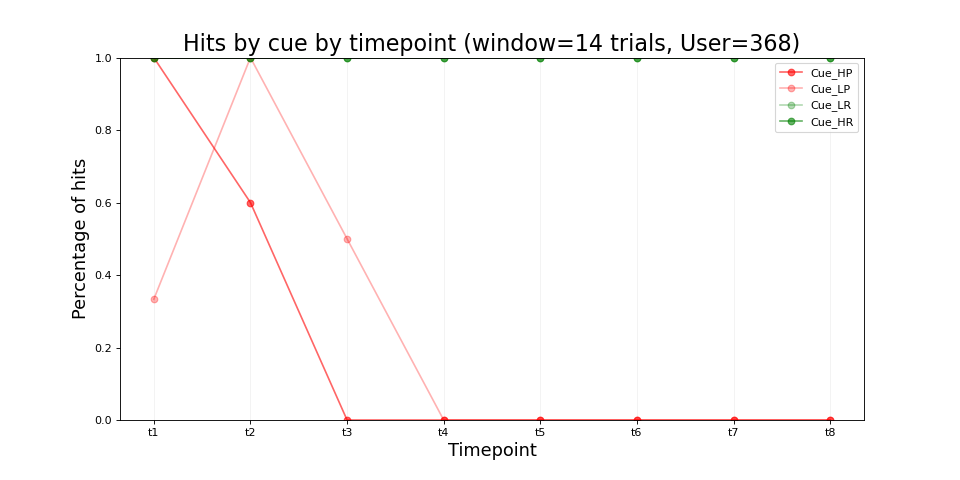 Hits by cue by timepoint (window=14 trials, User=368)
Percentage of hits
1.0
0.8
0.6
0.4
0.2
0.0
Cue_HP
Cue_LP
Cue_LR
Cue_HR
t1 t2 t3 t4 t5 t6 t7 t8
Timepoint